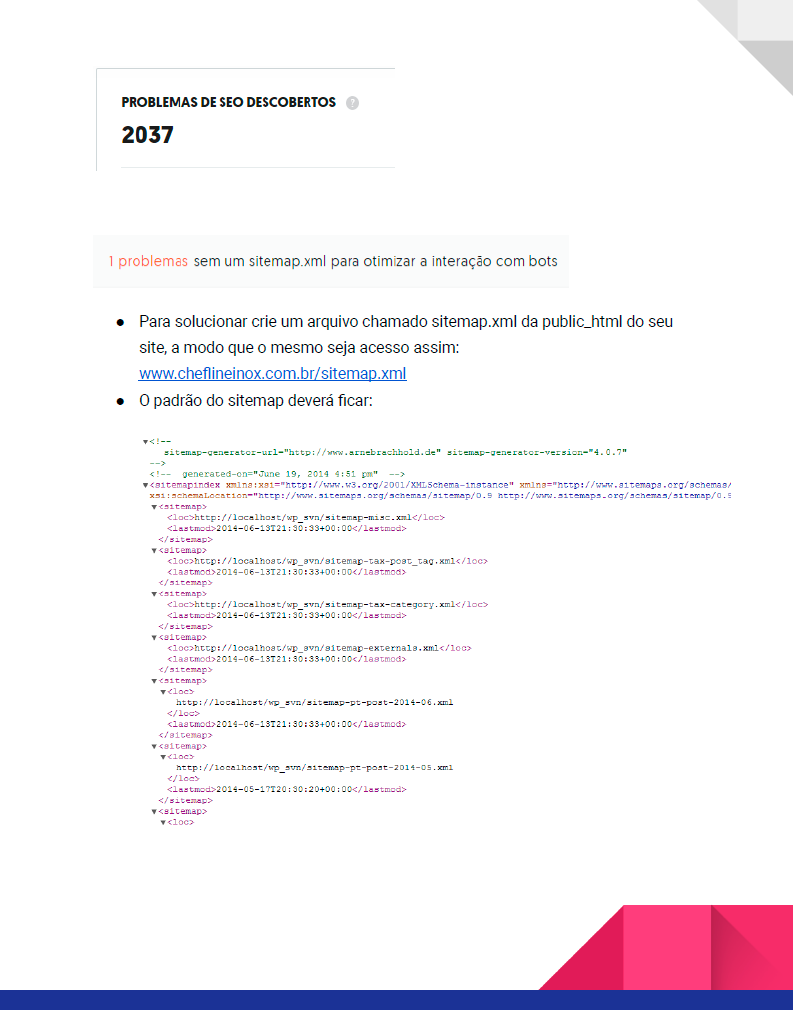 PROBLEMAS DE SEO DESCOBERTOS ?
2037
1 problemas sem um sitemap.xml para otimizar a interação com bots
● Para solucionar crie um arquivo chamado sitemap.xml da public_html do seu
site, a modo que o mesmo seja acesso assim:
www.cheflineinox.com.br/sitemap.xml
● O padrão do sitemap deverá ficar:
▼<!--
sitemap-generator-url="http://www.arnebrachhold.de" sitemap-generator-version="4.0.7"
-->
<!-- generated-on="June 19, 2014 4:51 pm" -->
▼<sitemapindex xmlns:xsi="http://www.w3.org/2001/XMLSchema-instance" xmlns="http://www.sitemaps.org/schemas/
xsi:schemaLocation="http://www.sitemaps.org/schemas/sitemap/0.9 http://www.sitemaps.org/schemas/sitemap/0.9
▼<sitemap>
<loc>http://localhost/wp_svn/sitemap-misc.xml</loc>
<lastmod>2014-06-13T21:30:33+00:00</lastmod>
</sitemap>
▼<sitemap>
<loc>http://localhost/wp_svn/sitemap-tax-post_tag.xml</loc>
<lastmod>2014-06-13T21:30:33+00:00</lastmod>
</sitemap>
▼<sitemap>
<loc>http://localhost/wp_svn/sitemap-tax-category.xml</loc>
<lastmod>2014-06-13T21:30:33+00:00</lastmod>
</sitemap>
▼<sitemap>
<loc>http://localhost/wp_svn/sitemap-externals.xml</loc>
<lastmod>2014-06-13T21:30:33+00:00</lastmod>
</sitemap>
▼<sitemap>
▼<loc>
http://localhost/wp_svn/sitemap-pt-post-2014-06.xml
</loc>
<lastmod>2014-06-13T21:30:33+00:00</lastmod>
</sitemap>
▼<sitemap>
▼<loc>
http://localhost/wp_svn/sitemap-pt-post-2014-05.xml
</loc>
<lastmod>2014-05-17T20:30:20+00:00</lastmod>
</sitemap>
▼<sitemap>
▼<loc>